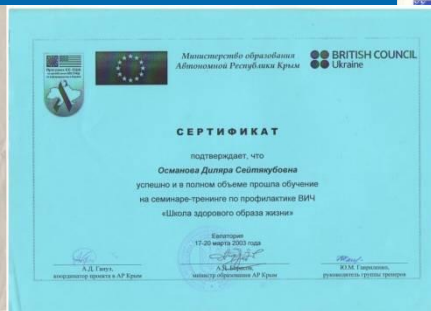 Министерство образования
Автономной Республики Крым
BRITISH COUNCIL
Ukraine
СЕРТИФИКАТ
подтверждает, что
Османова Диляра Сейтякубовна
успешно и в полном объеме прошла обучение
на семинаре-тренинге по профилактике ВИЧ
«Школа здорового образа жизни»
Евпатория
17-20 марта 2003 года
А.Д.
координатор проекта в АР Крым
министр образования АР Крым
Ю.М. Гавриленко,
руководитель группы тренеров